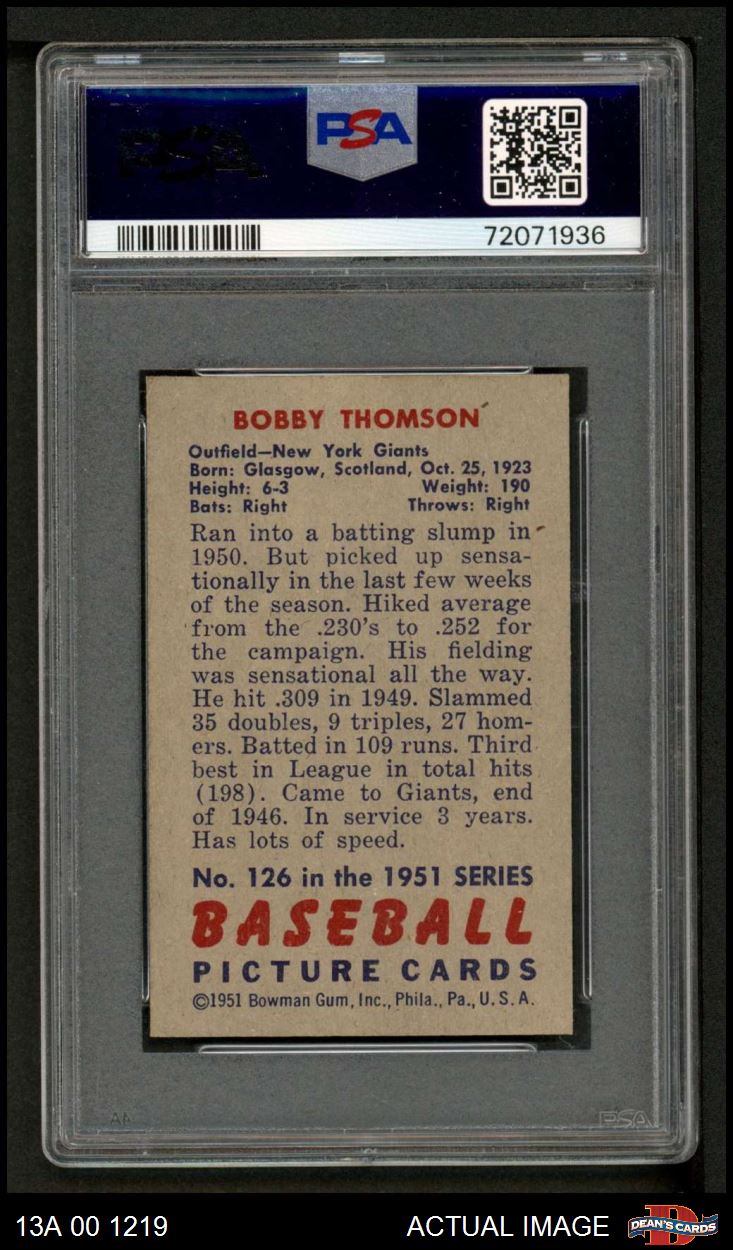 PSA
PSA
72071936
BOBBY THOMSON
Outfield—New York Giants
Born: Glasgow, Scotland, Oct. 25, 1923
Height: 6-3 Weight: 190
Bats: Right Throws: Right
Ran into a batting slump in
1950. But picked up sensa-
tionally in the last few weeks
of the season. Hiked average
from the .230's to .252 for
the campaign. His fielding
was sensational all the way.
He hit .309 in 1949. Slammed
35 doubles, 9 triples, 27 hom-
ers. Batted in 109 runs. Third
best in League in total hits
(198). Came to Giants, end
of 1946. In service 3 years.
Has lots of speed.
No. 126 in the 1951 SERIES
BASEBALL
PICTURE CARDS
©1951 Bowman Gum, Inc., Phila., Pa., U.S.A.
PSA
13A 00 1219 ACTUAL IMAGE DEAN'S CARDS